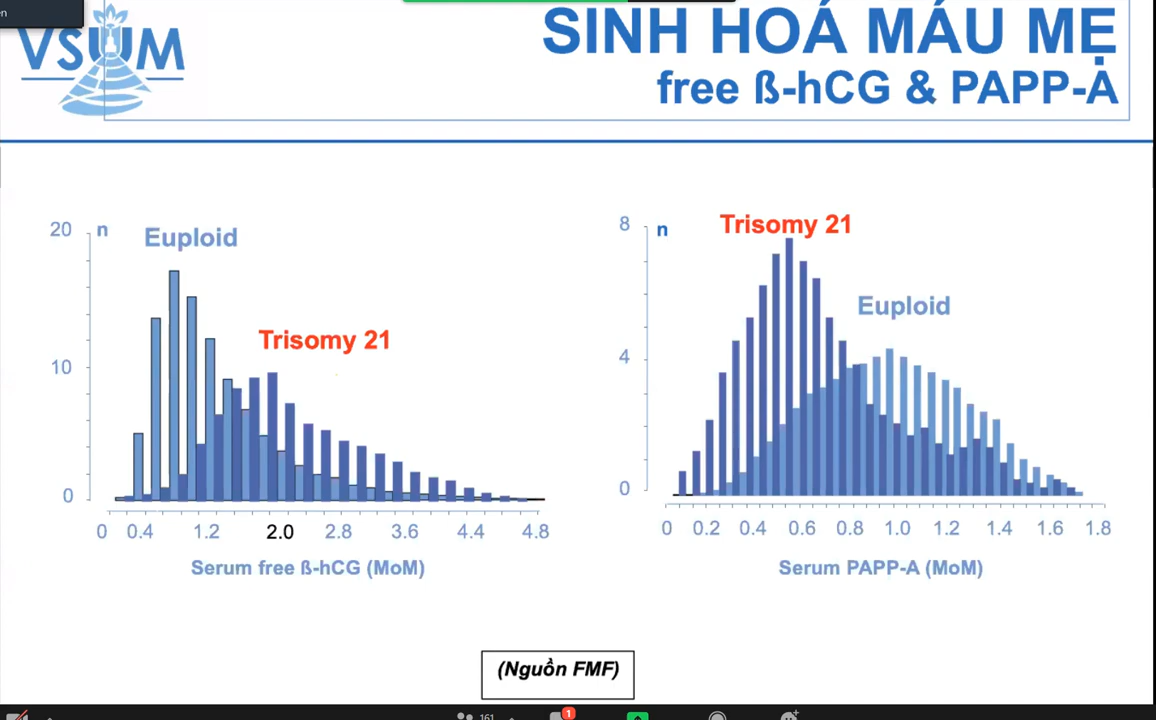 en
VSUM
SINH HOÁ MÁU MẸ
free ß-hCG & PAPP-A
20
n
Euploid
Trisomy 21
10
0
0 0.4 1.2 2.0 2.8 3.6 4.4 4.8
Serum free ß-hCG (MoM)
8
n
Trisomy 21
Euploid
4
0
0 0.2 0.4 0.6 0.8 1.0 1.2 1.4 1.6 1.8
Serum PAPP-A (MoM)
(Nguồn FMF)
161
1